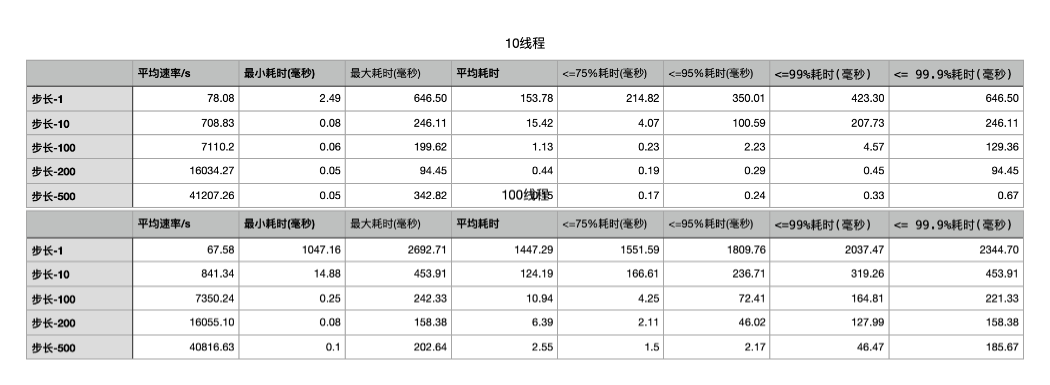 10线程
平均速率/s 最小耗时(毫秒) 最大耗时(毫秒) 平均耗时 <=75%耗时(毫秒) <=95%耗时(毫秒) <=99%耗时(毫秒) <= 99.9%耗时(毫秒)
步长-1 78.08 2.49 646.50 153.78 214.82 350.01 423.30 646.50
步长-10 708.83 0.08 246.11 15.42 4.07 100.59 207.73 246.11
步长-100 7110.2 0.06 199.62 1.13 0.23 2.23 4.57 129.36
步长-200 16034.27 0.05 94.45 0.44 0.19 0.29 0.45 94.45
步长-500 41207.26 0.05 342.82 0.17 0.24 0.33 0.67
100线程
平均速率/s 最小耗时(毫秒) 最大耗时(毫秒) 平均耗时 <=75%耗时(毫秒) <=95%耗时(毫秒) <=99%耗时(毫秒) <= 99.9%耗时(毫秒)
步长-1 67.58 1047.16 2692.71 1447.29 1551.59 1809.76 2037.47 2344.70
步长-10 841.34 14.88 453.91 124.19 166.61 236.71 319.26 453.91
步长-100 7350.24 0.25 242.33 10.94 4.25 72.41 164.81 221.33
步长-200 16055.10 0.08 158.38 6.39 2.11 46.02 127.99 158.38
步长-500 40816.63 0.1 202.64 2.55 1.5 2.17 46.47 185.67